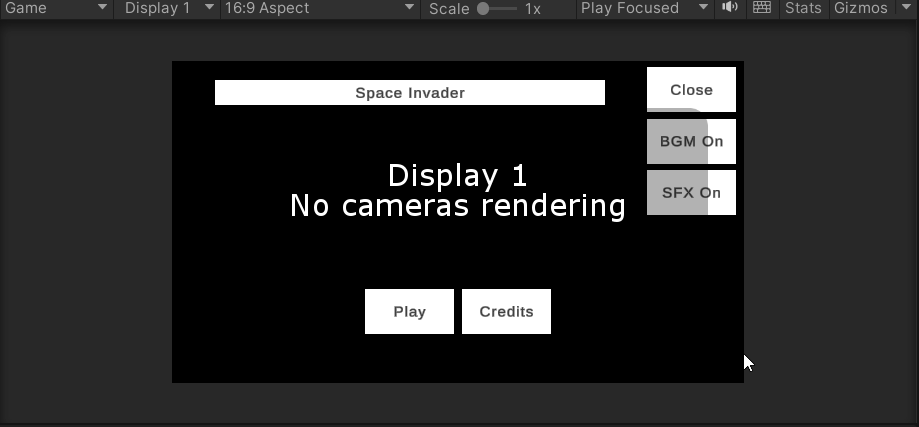 Game Display 1 16:9 Aspect Scale 1x Play Focused Stats Gizmos
Space Invader
Close
BGM On
Display 1
No cameras rendering
SFX On
Play Credits